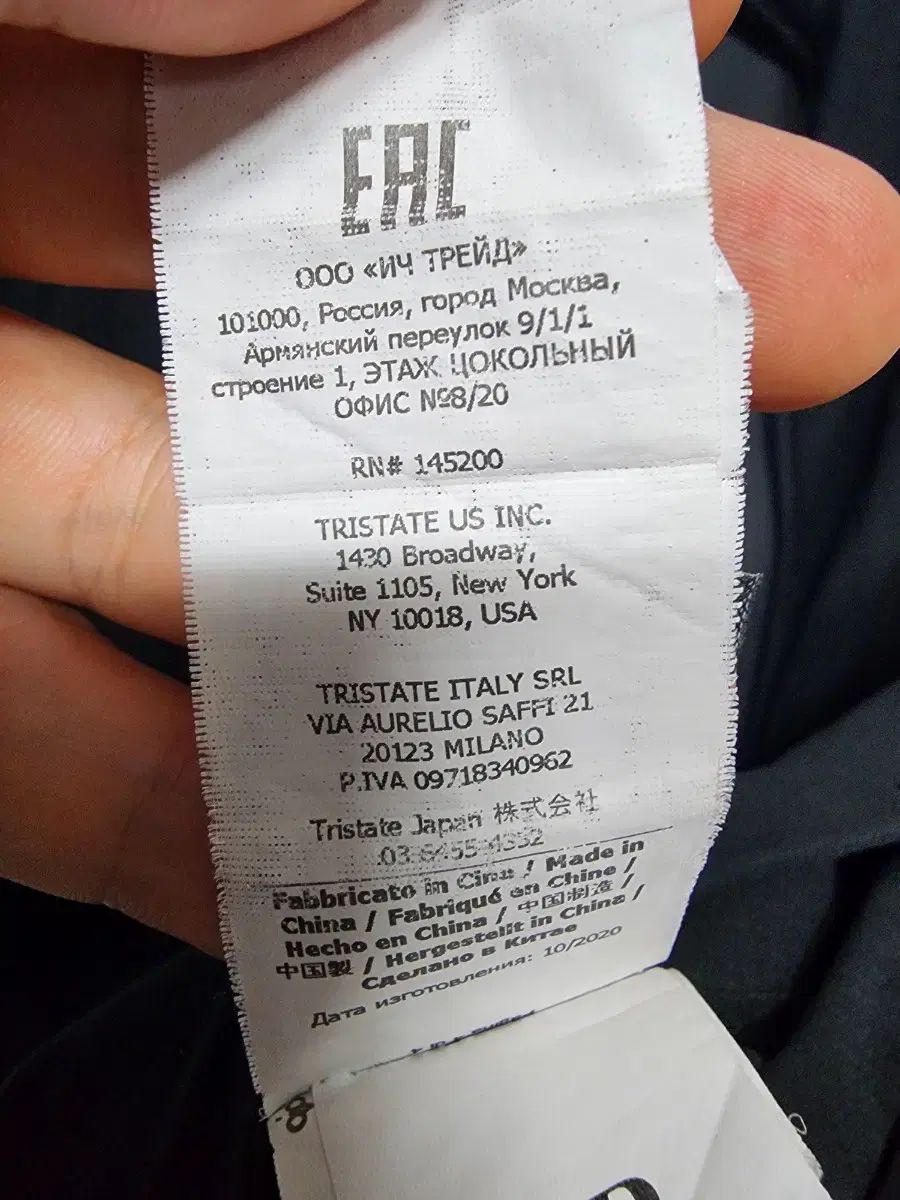 EAC
ООО «ИЧ ТРЕЙД»
101000, Россия, город Москва,
Армянский переулок 9/1/1
строение 1, ЭТАЖ ЦОКОЛЬНЫЙ
ОФИС №8/20
RN# 145200
TRISTATE US INC.
1430 Broadway,
Suite 1105, New York
NY 10018, USA
TRISTATE ITALY SRL
VIA AURELIO SAFFI 21
20123 MILANO
P.IVA 09718340962
Tristate Japan 株式会社
03-6455-4332
Fabbricato in Cina / Made in
China / Fabriqué en Chine /
Hecho en China / 中国制造 /
中国製 / Hergestellt in China /
Сделано в Китае
Дата изготовления: 10/2020